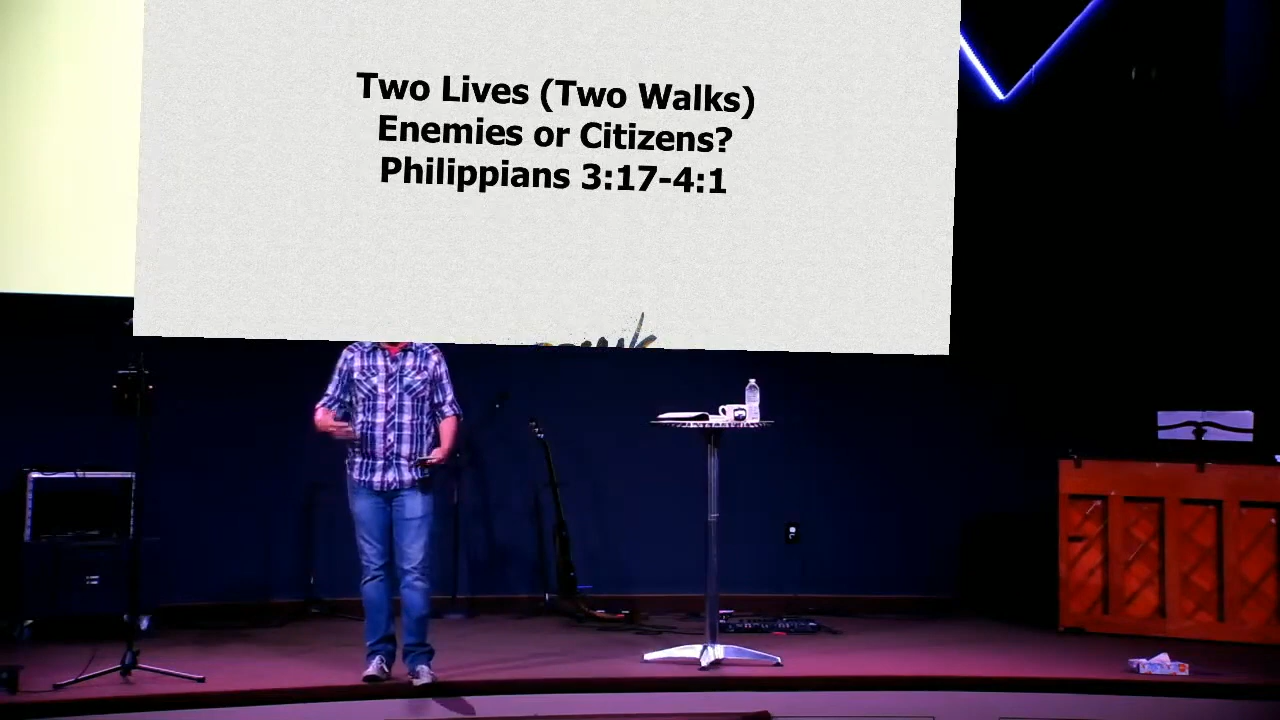 Two Lives (Two Walks)
Enemies or Citizens?
Philippians 3:17-4:1